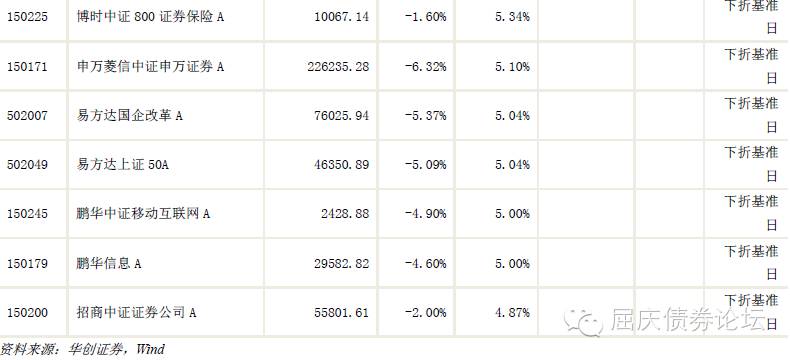 150225 博时中证 800 证券保险 A 10067.14 -1.60% 5.34% 下折基准
日
150171 申万菱信中证申万证券 A 226235.28 -6.32% 5.10% 下折基准
日
502007 易方达国企改革 A 76025.94 -5.37% 5.04% 下折基准
日
502049 易方达上证 50A 46350.89 -5.09% 5.04% 下折基准
日
150245 鹏华中证移动互联网 A 2428.88 -4.90% 5.00% 下折基准
日
150179 鹏华信息 A 29582.82 -4.60% 5.00% 下折基准
日
150200 招商中证证券公司 A 55801.61 -2.00% 4.87% 下折基准
日
屈庆债券论坛
资料来源：华创证券，Wind